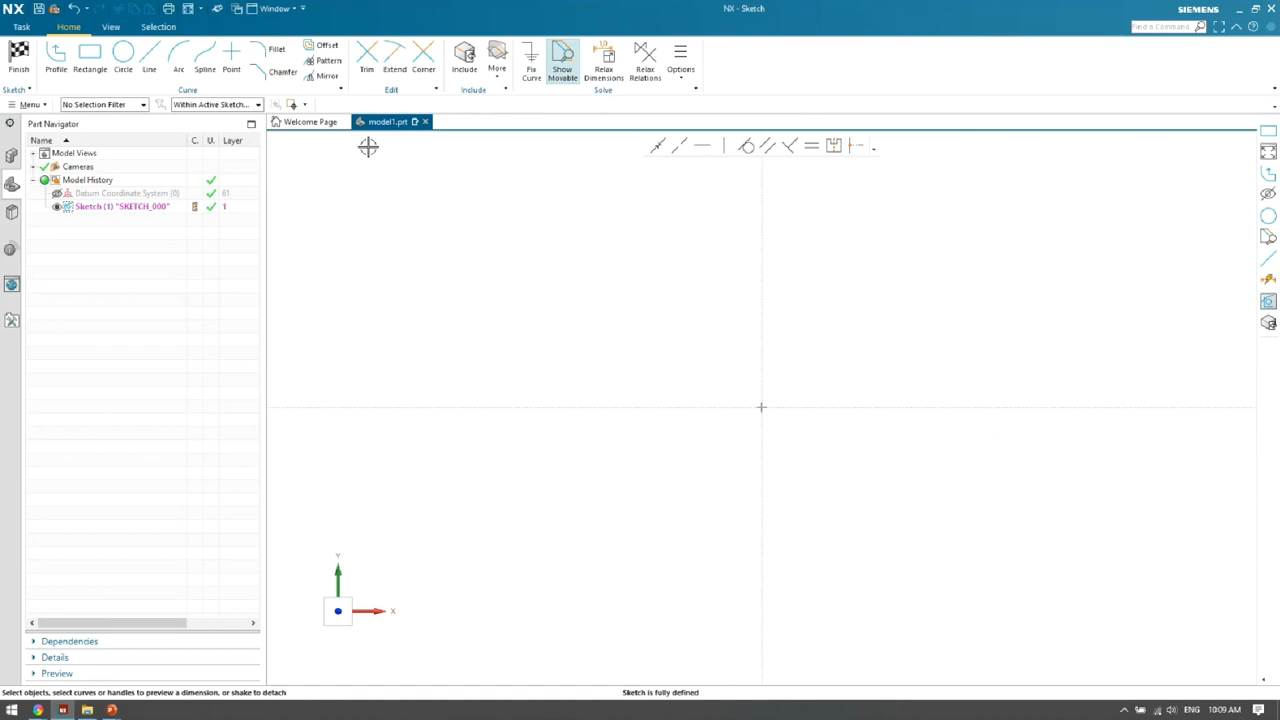 NX
Window
NX - Sketch
SIEMENS
Task
Home
View
Selection
Find a Command
Finish
Profile
Rectangle
Circle
Line
Arc
Spline
Point
Fillet
Chamfer
Offset
Pattern
Mirror
Trim
Extend
Corner
Include
More
Fix
Curve
Show
Movable
Relax
Dimensions
Relax
Relations
Options
Sketch
Curve
Edit
Include
Solve
Menu
No Selection Filter
Within Active Sketch...
Part Navigator
Welcome Page
model1.prt
Name
C.
U.
Layer
Model Views
Cameras
Model History
Datum Coordinate System (0)
61
Sketch (1) "SKETCH_000"
1
Y
X
Dependencies
Details
Preview
Select objects, select curves or handles to preview a dimension, or shake to detach
Sketch is fully defined
ENG
10:09 AM